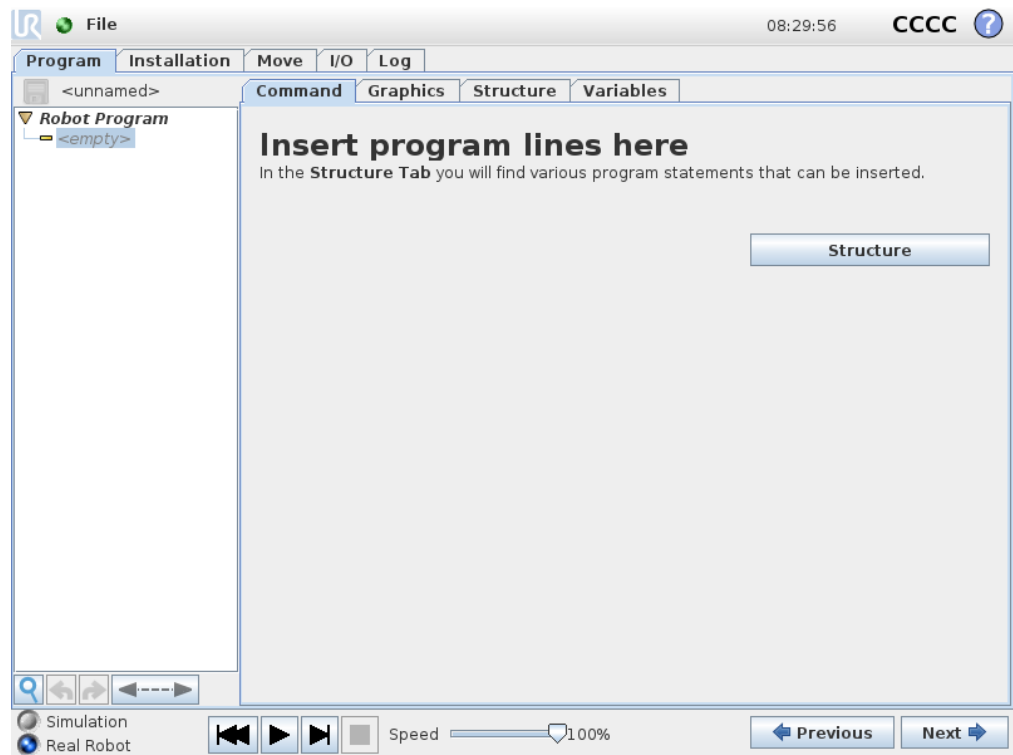 UR File 08:29:56 CCCC ?
Program Installation Move I/O Log
<unnamed> Command Graphics Structure Variables
Robot Program
<empty>
Insert program lines here
In the Structure Tab you will find various program statements that can be inserted.
Structure
Simulation
Real Robot
Speed 100%
Previous Next